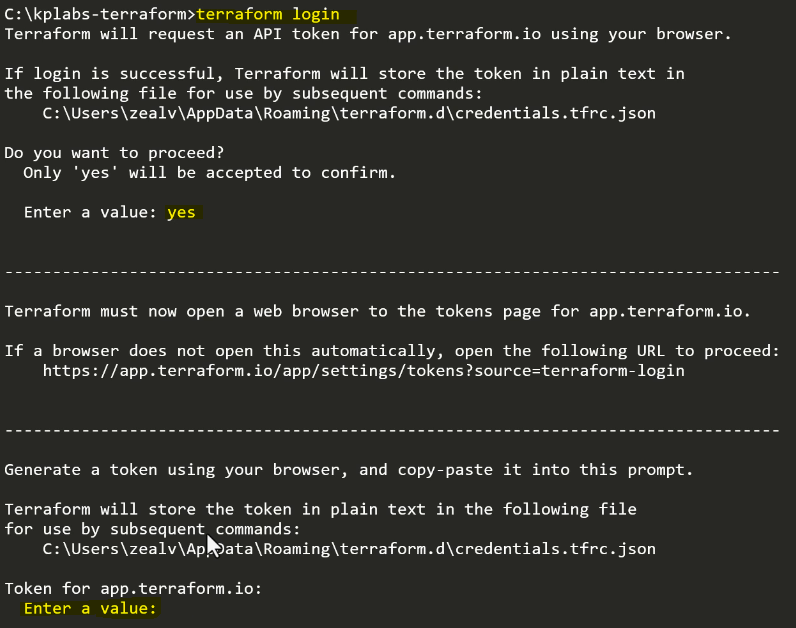 C:\kplabs-terraform>terraform login
Terraform will request an API token for app.terraform.io using your browser.
If login is successful, Terraform will store the token in plain text in
the following file for use by subsequent commands:
C:\Users\zealv\AppData\Roaming\terraform.d\credentials.tfrc.json
Do you want to proceed?
Only 'yes' will be accepted to confirm.
Enter a value: yes
---------------------------------------------------------------------------------
Terraform must now open a web browser to the tokens page for app.terraform.io.
If a browser does not open this automatically, open the following URL to proceed:
https://app.terraform.io/app/settings/tokens?source=terraform-login
---------------------------------------------------------------------------------
Generate a token using your browser, and copy-paste it into this prompt.
Terraform will store the token in plain text in the following file
for use by subsequent commands:
C:\Users\zealv\AppData\Roaming\terraform.d\credentials.tfrc.json
Token for app.terraform.io:
Enter a value: